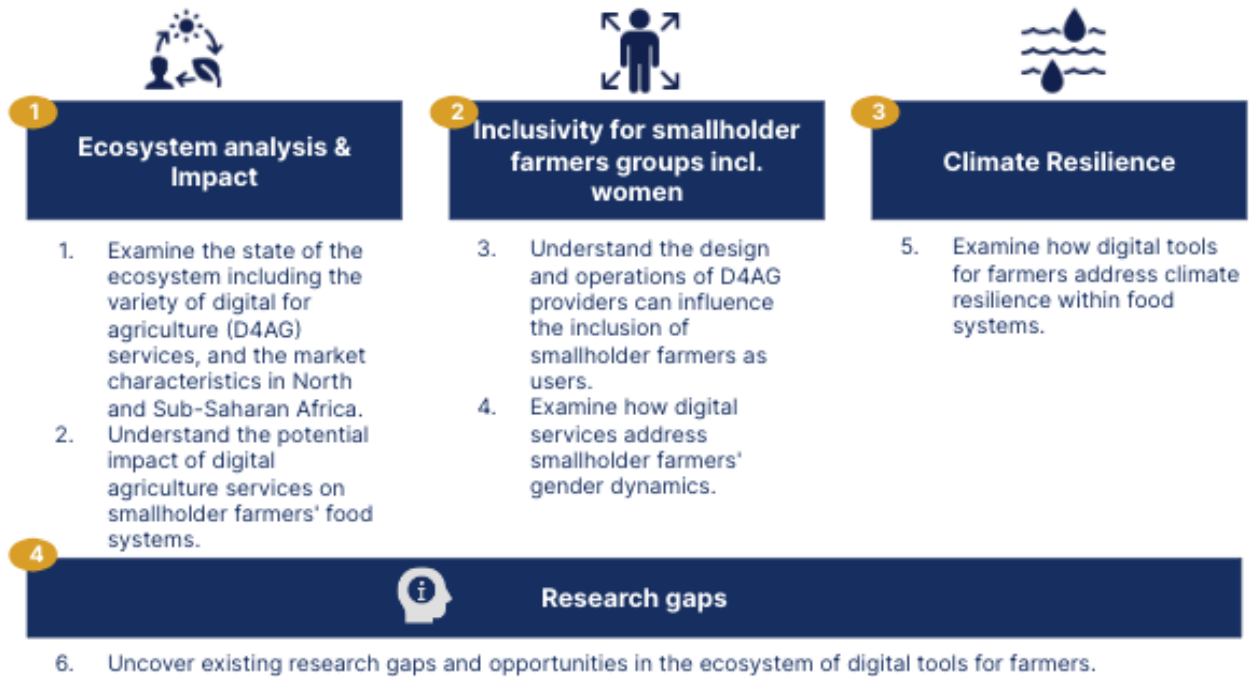 1
Ecosystem analysis &
Impact
1. Examine the state of the
ecosystem including the
variety of digital for
agriculture (D4AG)
services, and the market
characteristics in North
and Sub-Saharan Africa.
2. Understand the potential
impact of digital
agriculture services on
smallholder farmers' food
systems.
2
Inclusivity for smallholder
farmers groups incl.
women
3. Understand the design
and operations of D4AG
providers can influence
the inclusion of
smallholder farmers as
users.
4. Examine how digital
services address
smallholder farmers'
gender dynamics.
3
Climate Resilience
5. Examine how digital tools
for farmers address climate
resilience within food
systems.
4
i
Research gaps
6. Uncover existing research gaps and opportunities in the ecosystem of digital tools for farmers.